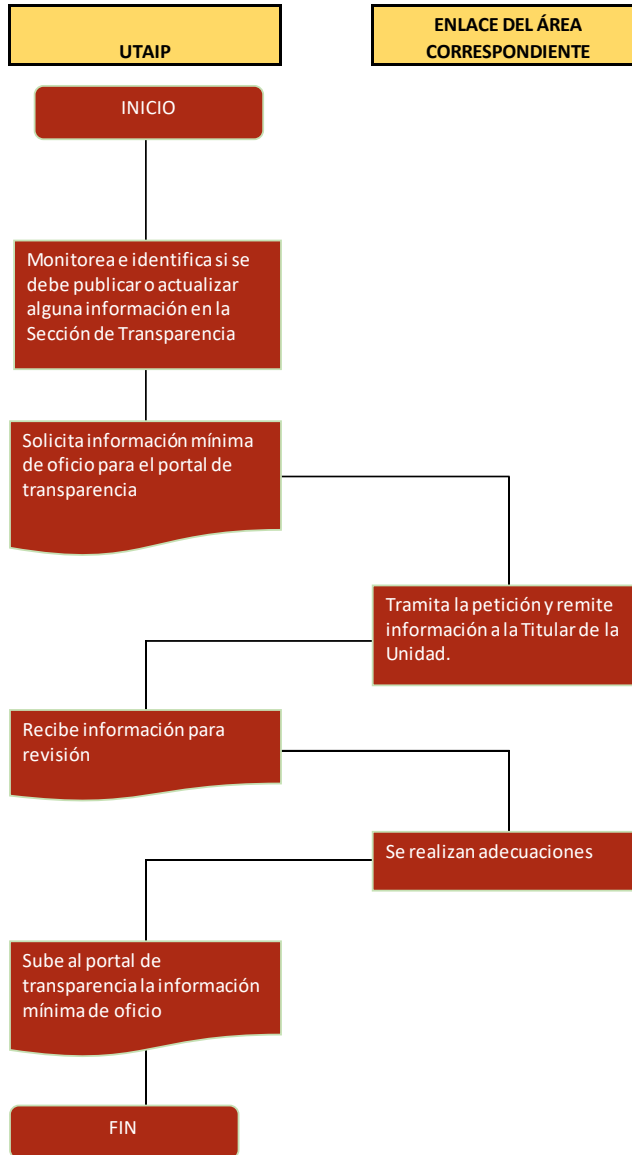 UTAIP
ENLACE DEL ÁREA
CORRESPONDIENTE
INICIO
Monitorea e identifica si se
debe publicar o actualizar
alguna información en la
Sección de Transparencia
Solicita información mínima
de oficio para el portal de
transparencia
Tramita la petición y remite
información a la Titular de la
Unidad.
Recibe información para
revisión
Se realizan adecuaciones
Sube al portal de
transparencia la información
mínima de oficio
FIN